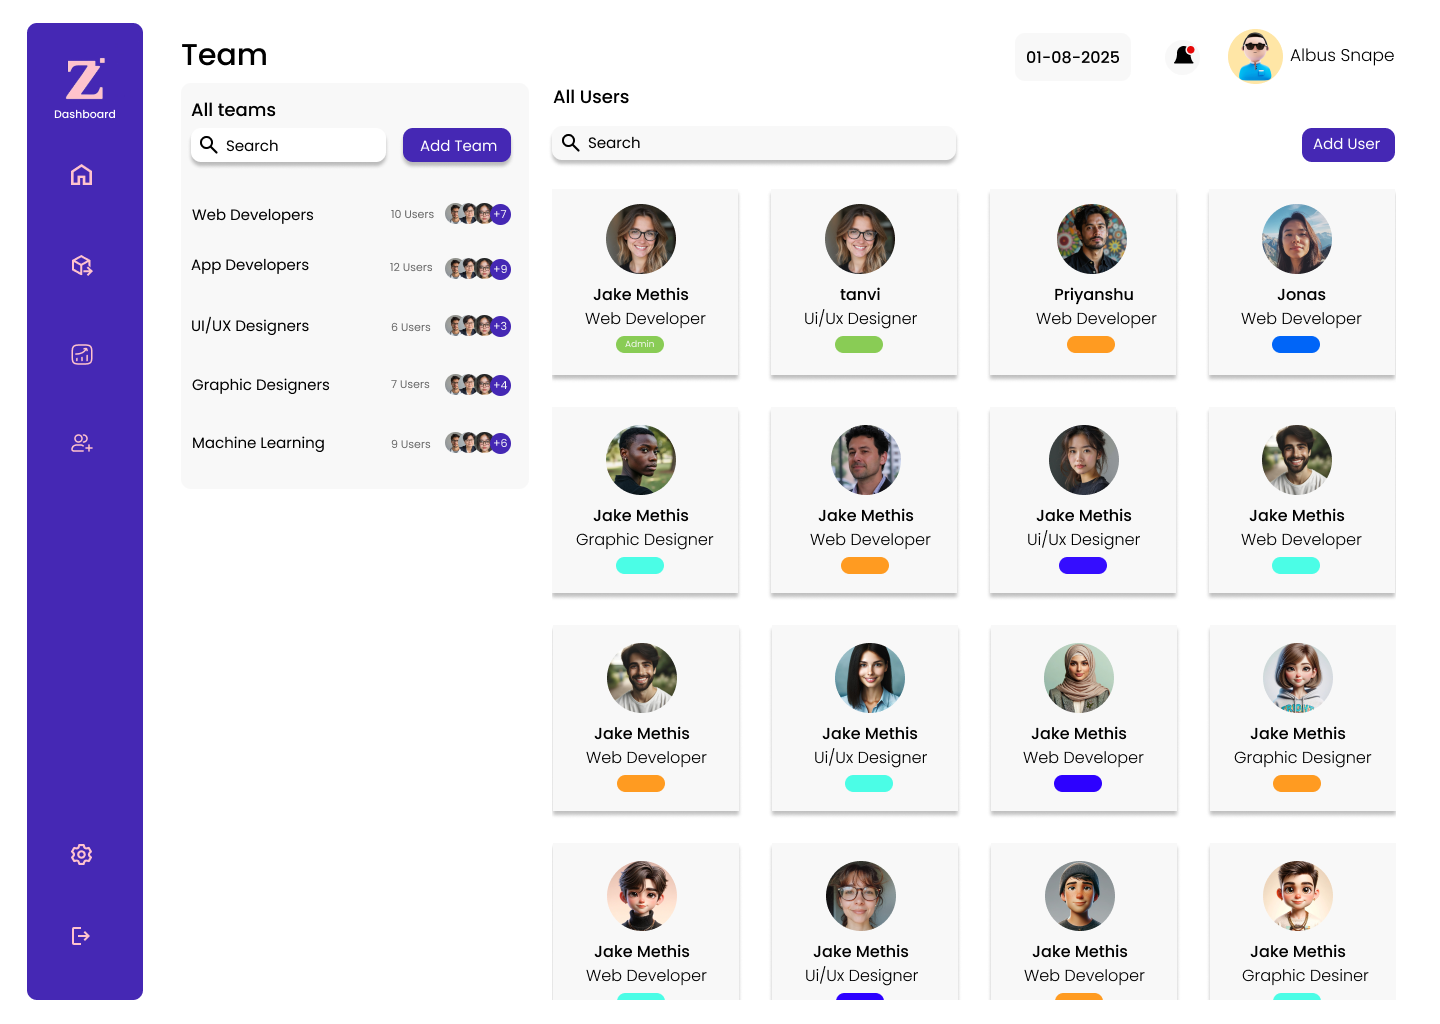 Z
Dashboard
Team
01-08-2025
Albus Snape
All teams
Search
Add Team
Web Developers
10 Users
+7
App Developers
12 Users
+9
UI/UX Designers
6 Users
+3
Graphic Designers
7 Users
+4
Machine Learning
9 Users
+6
All Users
Search
Add User
Jake Methis
Web Developer
Admin
tanvi
Ui/Ux Designer
Priyanshu
Web Developer
Jonas
Web Developer
Jake Methis
Graphic Designer
Jake Methis
Web Developer
Jake Methis
Ui/Ux Designer
Jake Methis
Web Developer
Jake Methis
Web Developer
Jake Methis
Ui/Ux Designer
Jake Methis
Web Developer
Jake Methis
Graphic Designer
Jake Methis
Web Developer
Jake Methis
Ui/Ux Designer
Jake Methis
Web Developer
Jake Methis
Graphic Desiner